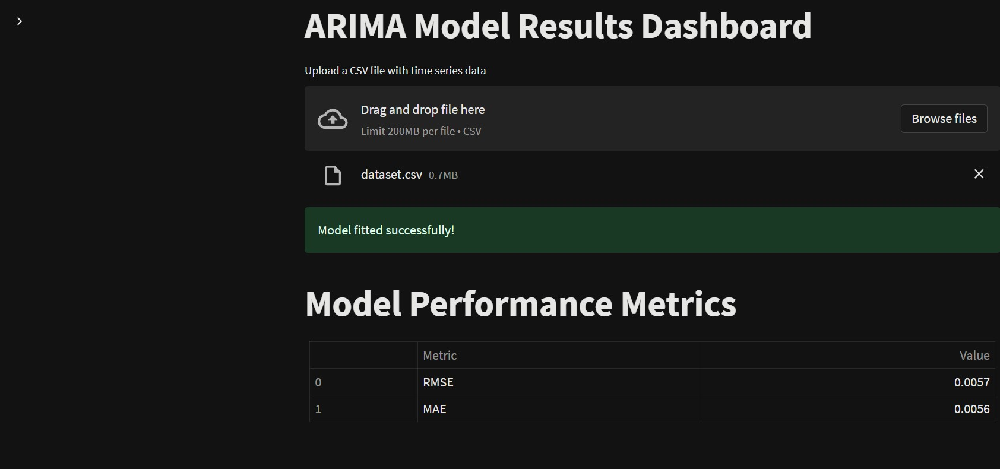 ARIMA Model Results Dashboard
Upload a CSV file with time series data
Drag and drop file here
Limit 200MB per file • CSV
Browse files
dataset.csv 0.7MB
Model fitted successfully!
Model Performance Metrics
Metric Value
0 RMSE 0.0057
1 MAE 0.0056